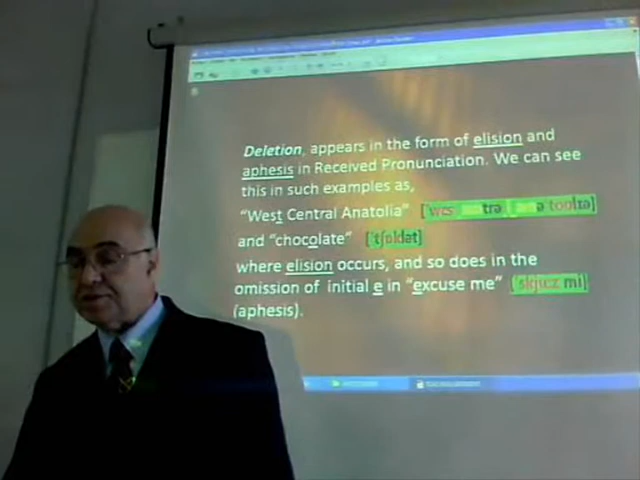 Deletion, appears in the form of elision and
aphesis in Received Pronunciation. We can see
this in such examples as,
"West Central Anatolia"
and "chocolate" [ˈtʃɒklət]
where elision occurs, and so does in the
omission of initial e in "excuse me"
(aphesis).